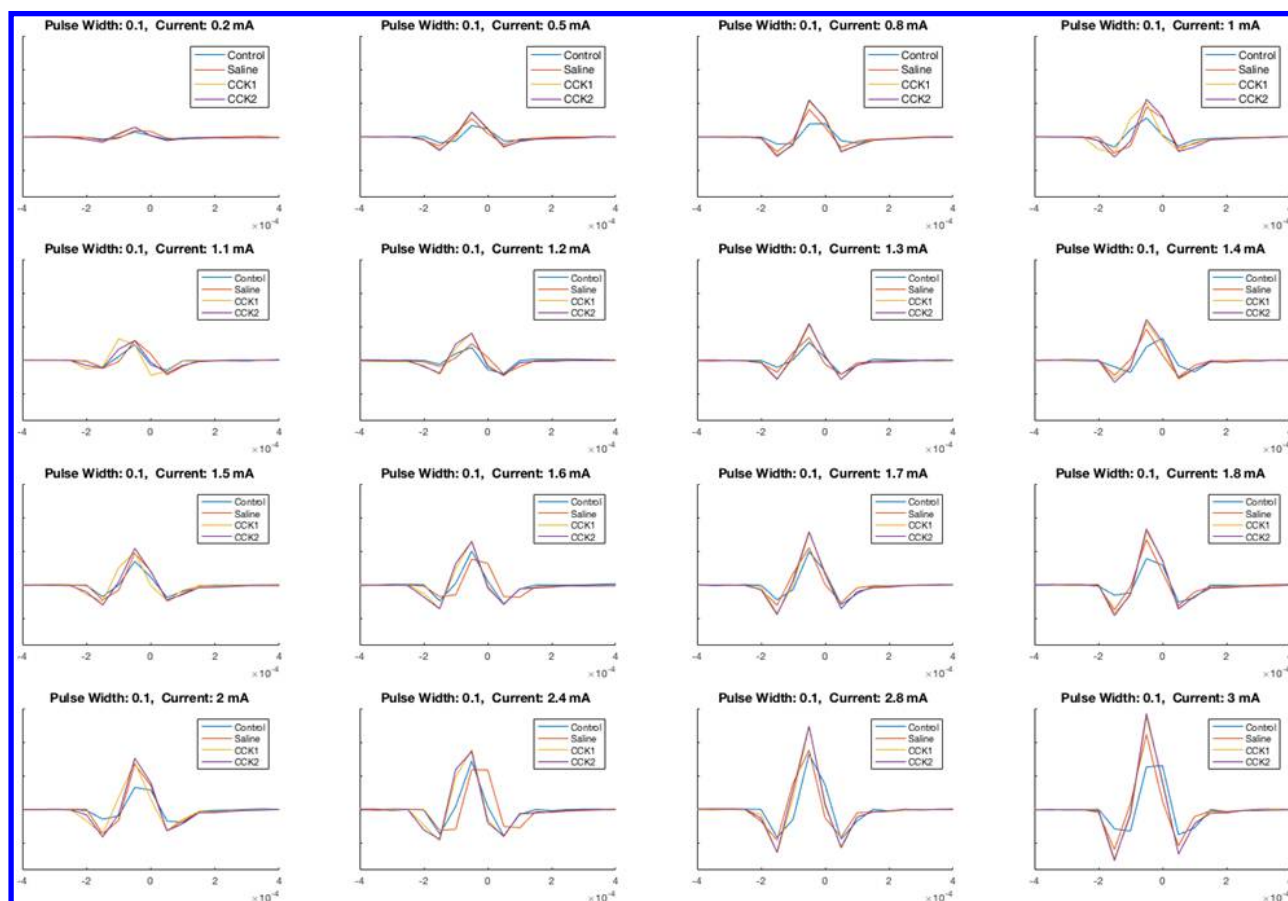 Pulse Width: 0.1, Current: 0.2 mA
Control
Saline
CCK1
CCK2
-4 -2 0 2 4
×10⁻⁴
Pulse Width: 0.1, Current: 0.5 mA
Control
Saline
CCK1
CCK2
-4 -2 0 2 4
×10⁻⁴
Pulse Width: 0.1, Current: 0.8 mA
Control
Saline
CCK1
CCK2
-4 -2 0 2 4
×10⁻⁴
Pulse Width: 0.1, Current: 1 mA
Control
Saline
CCK1
CCK2
-4 -2 0 2 4
×10⁻⁴
Pulse Width: 0.1, Current: 1.1 mA
Control
Saline
CCK1
CCK2
-4 -2 0 2 4
×10⁻⁴
Pulse Width: 0.1, Current: 1.2 mA
Control
Saline
CCK1
CCK2
-4 -2 0 2 4
×10⁻⁴
Pulse Width: 0.1, Current: 1.3 mA
Control
Saline
CCK1
CCK2
-4 -2 0 2 4
×10⁻⁴
Pulse Width: 0.1, Current: 1.4 mA
Control
Saline
CCK1
CCK2
-4 -2 0 2 4
×10⁻⁴
Pulse Width: 0.1, Current: 1.5 mA
Control
Saline
CCK1
CCK2
-4 -2 0 2 4
×10⁻⁴
Pulse Width: 0.1, Current: 1.6 mA
Control
Saline
CCK1
CCK2
-4 -2 0 2 4
×10⁻⁴
Pulse Width: 0.1, Current: 1.7 mA
Control
Saline
CCK1
CCK2
-4 -2 0 2 4
×10⁻⁴
Pulse Width: 0.1, Current: 1.8 mA
Control
Saline
CCK1
CCK2
-4 -2 0 2 4
×10⁻⁴
Pulse Width: 0.1, Current: 2 mA
Control
Saline
CCK1
CCK2
-4 -2 0 2 4
×10⁻⁴
Pulse Width: 0.1, Current: 2.4 mA
Control
Saline
CCK1
CCK2
-4 -2 0 2 4
×10⁻⁴
Pulse Width: 0.1, Current: 2.8 mA
Control
Saline
CCK1
CCK2
-4 -2 0 2 4
×10⁻⁴
Pulse Width: 0.1, Current: 3 mA
Control
Saline
CCK1
CCK2
-4 -2 0 2 4
×10⁻⁴